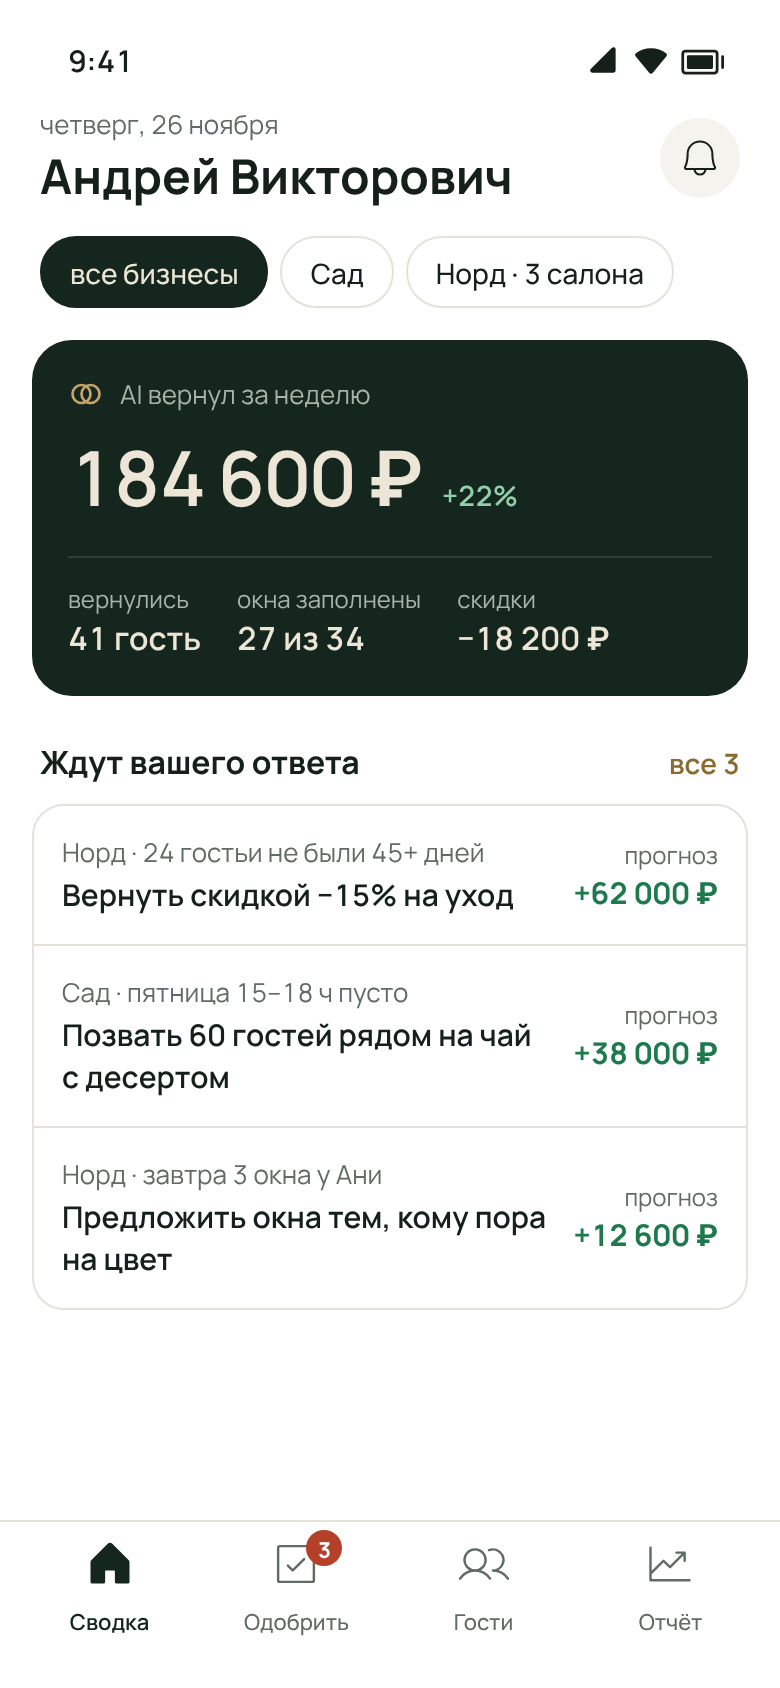 9:41
четверг, 26 ноября
Андрей Викторович
все бизнесы
Сад
Норд · 3 салона
AI вернул за неделю
184 600 ₽ +22%
вернулись
41 гость
окна заполнены
27 из 34
скидки
−18 200 ₽
Ждут вашего ответа
все 3
Норд · 24 гостьи не были 45+ дней
Вернуть скидкой −15% на уход
прогноз
+62 000 ₽
Сад · пятница 15–18 ч пусто
Позвать 60 гостей рядом на чай
с десертом
прогноз
+38 000 ₽
Норд · завтра 3 окна у Ани
Предложить окна тем, кому пора
на цвет
прогноз
+12 600 ₽
Сводка
3
Одобрить
Гости
Отчёт